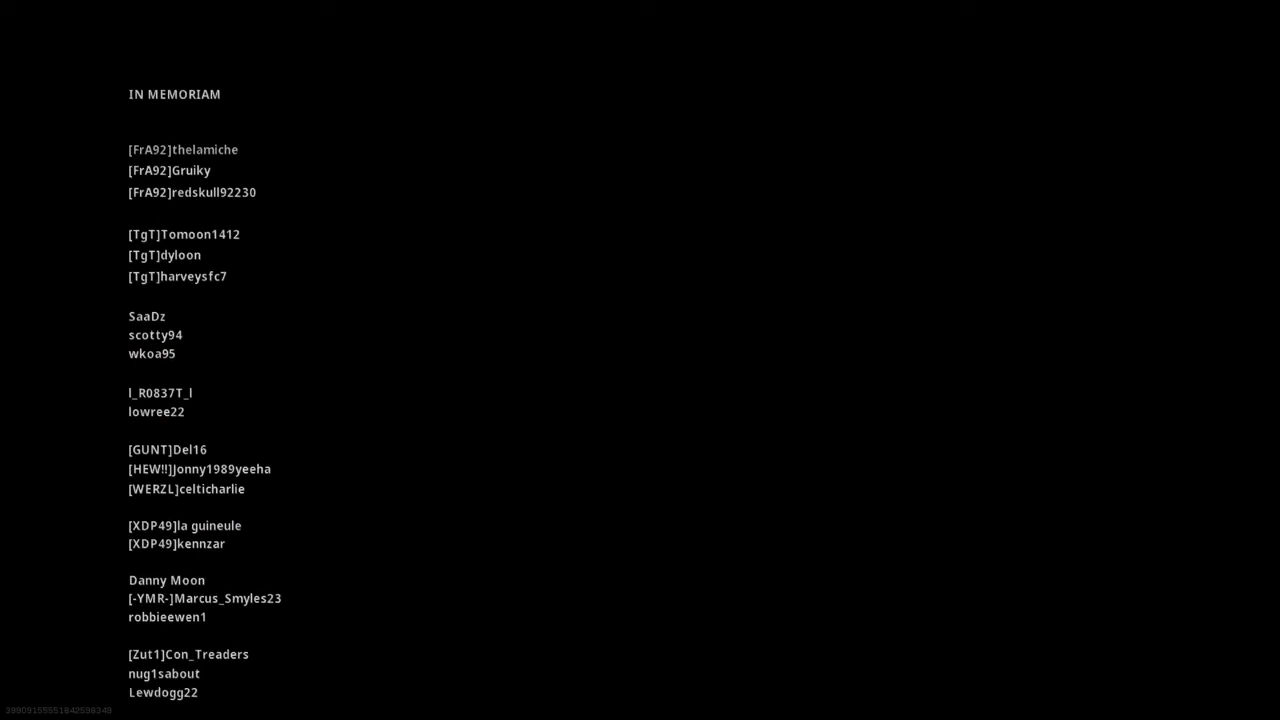 IN MEMORIAM
[FrA92]thelamiche
[FrA92]Gruiky
[FrA92]redskull92230
[TgT]Tomoon1412
[TgT]dyloon
[TgT]harveysfc7
SaaDz
scotty94
wkoa95
l_R0837T_l
lowree22
[GUNT]Del16
[HEW!!]Jonny1989yeeha
[WERZL]celticharlie
[XDP49]la guineule
[XDP49]kennzar
Danny Moon
[-YMR-]Marcus_Smyles23
robbieewen1
[Zut1]Con_Treaders
nug1sabout
Lewdogg22